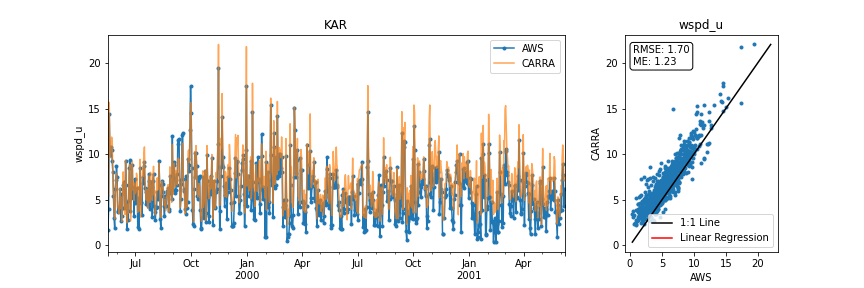 KAR
wspd_u
20
15
10
5
0
Jul
Oct
Jan
2000
Apr
Jul
Oct
Jan
2001
Apr
AWS
CARRA
wspd_u
CARRA
20
15
10
5
0
0
5
10
15
20
AWS
RMSE: 1.70
ME: 1.23
1:1 Line
Linear Regression